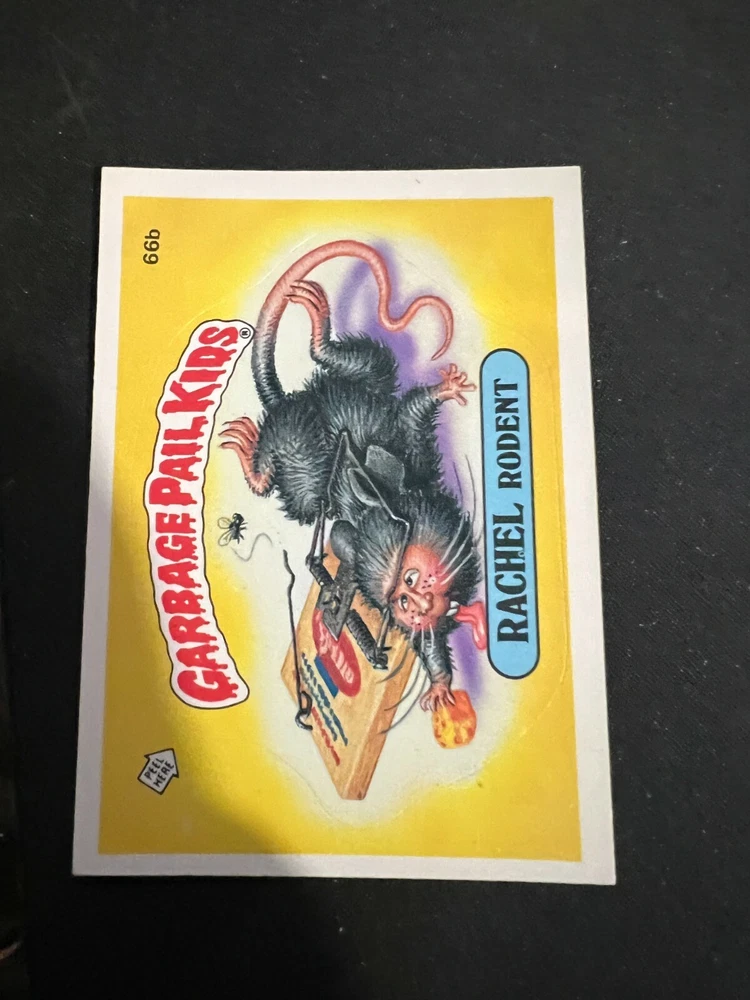 66b
GARBAGE PAIL KIDS®
PEEL
HERE
RACHEL RODENT